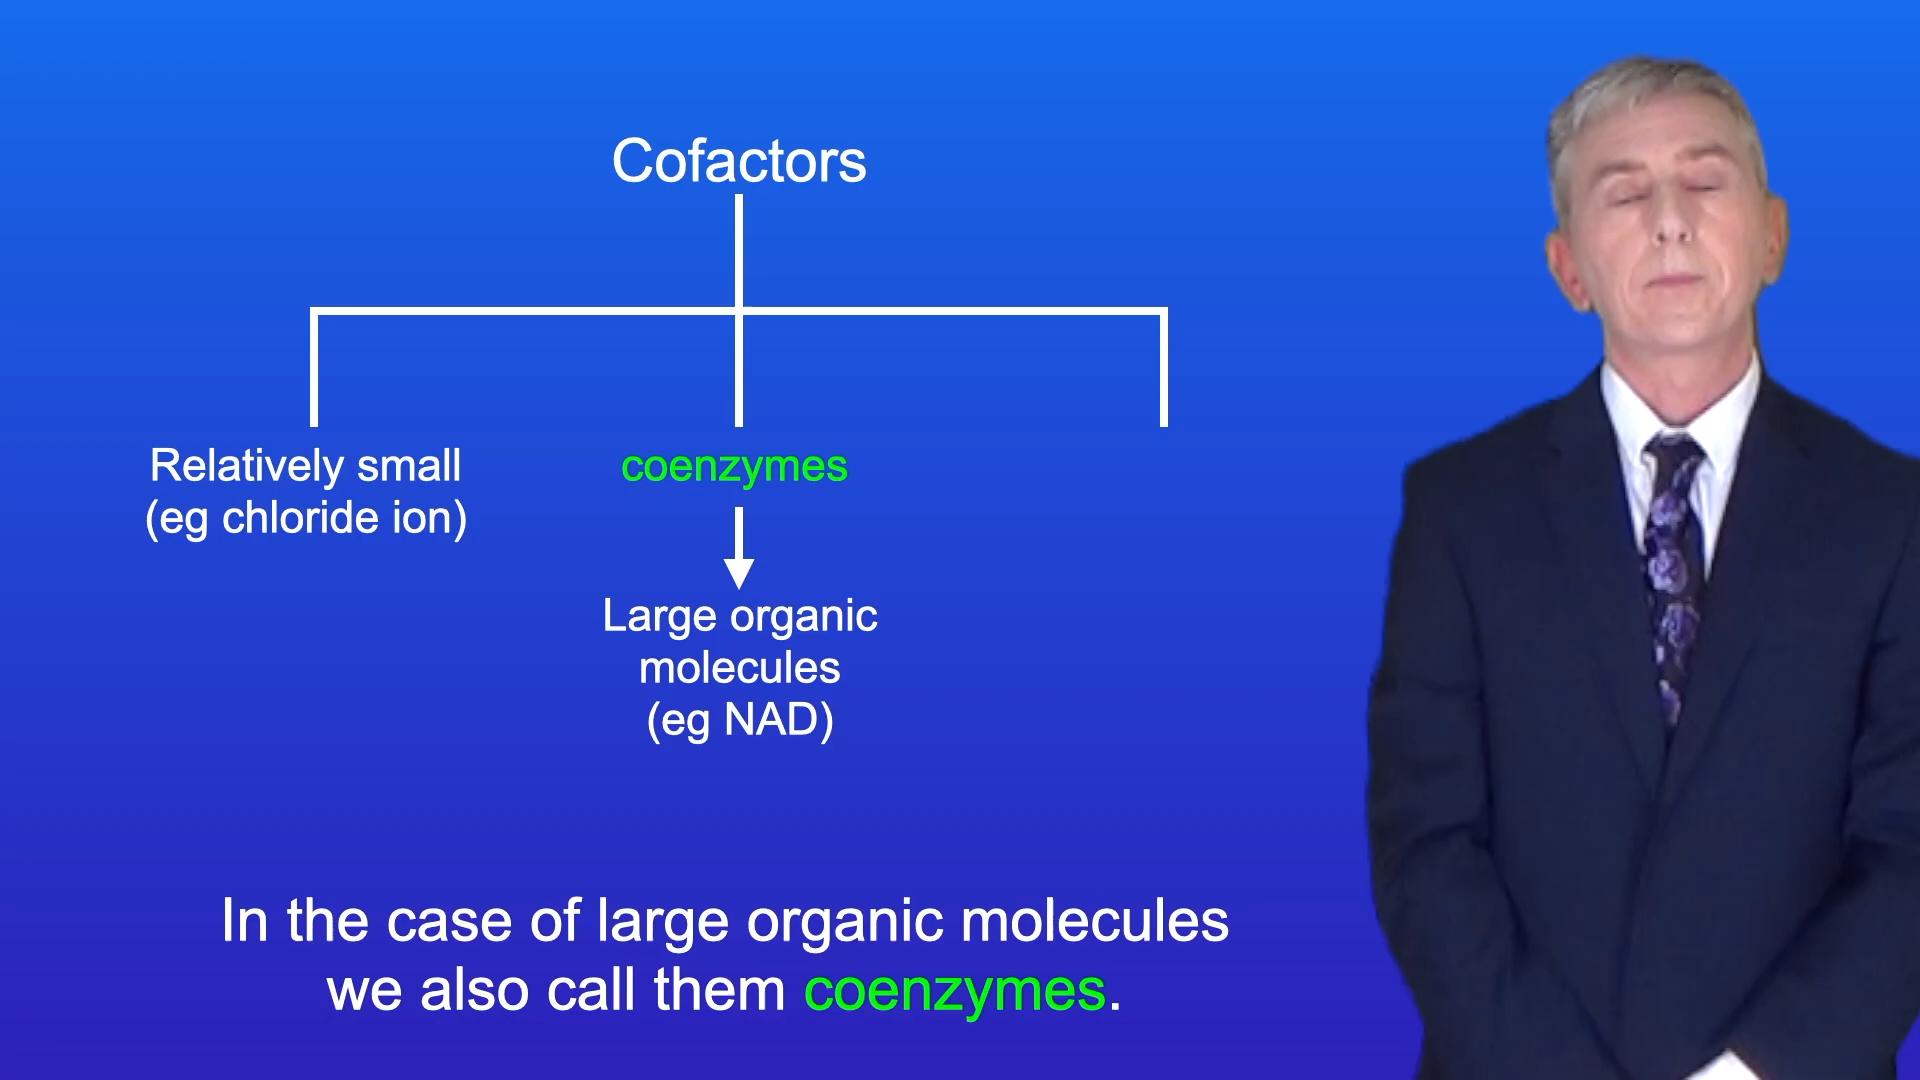 Cofactors
Relatively small
(eg chloride ion)
coenzymes
Large organic
molecules
(eg NAD)
In the case of large organic molecules
we also call them coenzymes.